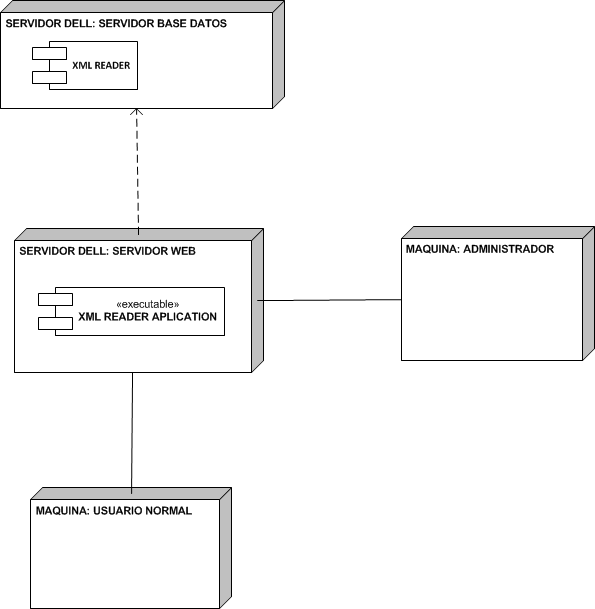 SERVIDOR DELL: SERVIDOR BASE DATOS
XML READER
SERVIDOR DELL: SERVIDOR WEB
«executable»
XML READER APLICATION
MAQUINA: ADMINISTRADOR
MAQUINA: USUARIO NORMAL